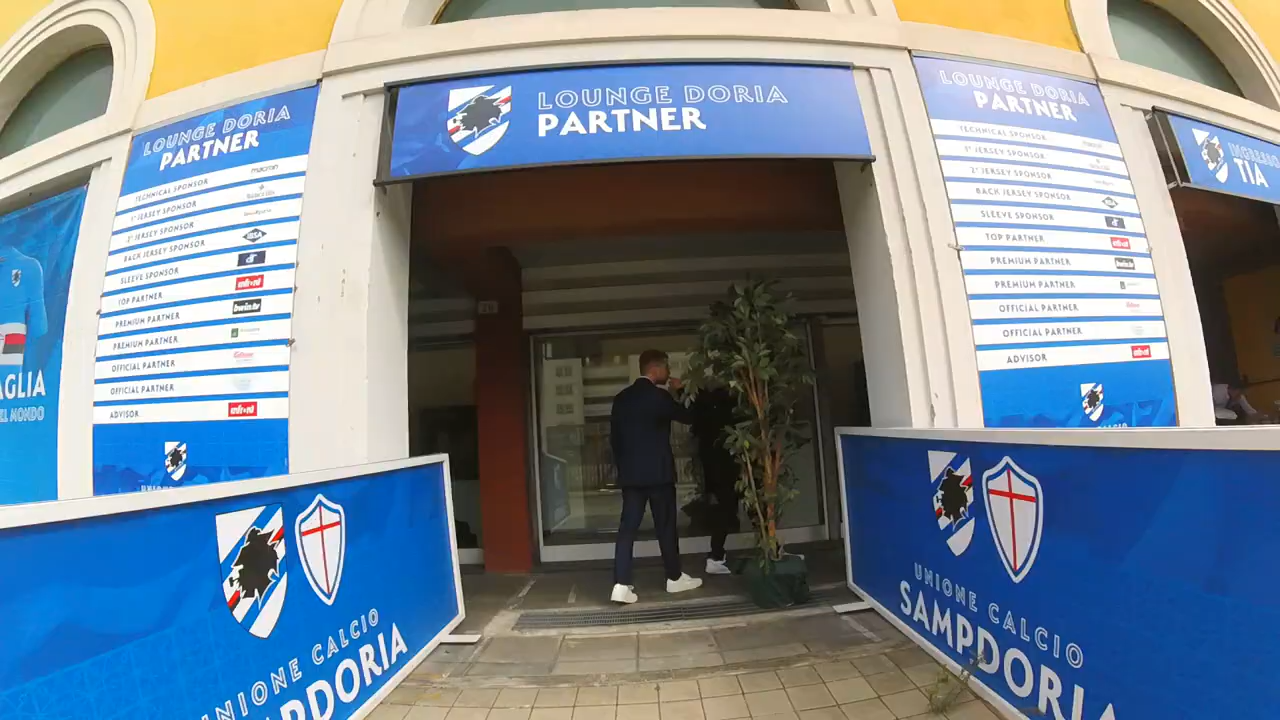 LOUNGE DORIA
PARTNER
LOUNGE DORIA
PARTNER
TECHNICAL SPONSOR
macron
1° JERSEY SPONSOR
2° JERSEY SPONSOR
BACK JERSEY SPONSOR
SLEEVE SPONSOR
TOP PARTNER
PREMIUM PARTNER
PREMIUM PARTNER
OFFICIAL PARTNER
OFFICIAL PARTNER
ADVISOR
LOUNGE DORIA
PARTNER
TECHNICAL SPONSOR
1° JERSEY SPONSOR
2° JERSEY SPONSOR
BACK JERSEY SPONSOR
SLEEVE SPONSOR
TOP PARTNER
PREMIUM PARTNER
PREMIUM PARTNER
OFFICIAL PARTNER
OFFICIAL PARTNER
ADVISOR
TIA
AGLIA
EL MONDO
UNIONE CALCIO
SAMPDORIA
UNIONE CALCIO
PDORIA